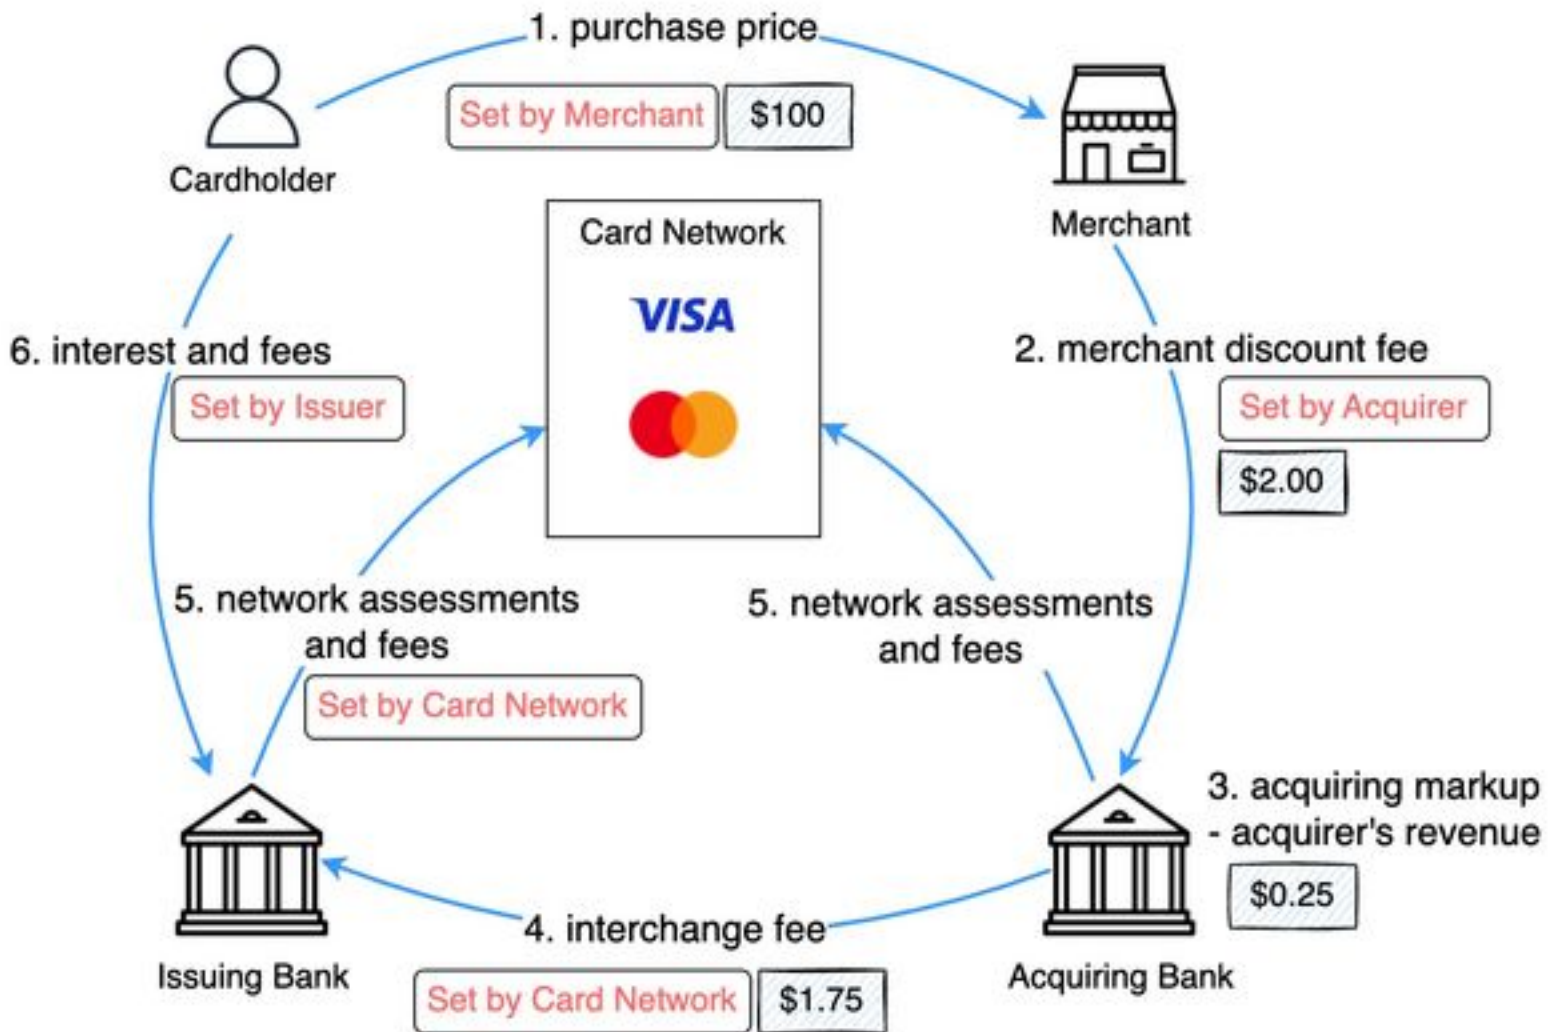 1. purchase price
Set by Merchant
$100
Cardholder
Merchant
Card Network
VISA
6. interest and fees
Set by Issuer
2. merchant discount fee
Set by Acquirer
$2.00
5. network assessments
and fees
Set by Card Network
5. network assessments
and fees
3. acquiring markup
- acquirer's revenue
$0.25
4. interchange fee
Set by Card Network
$1.75
Issuing Bank
Acquiring Bank